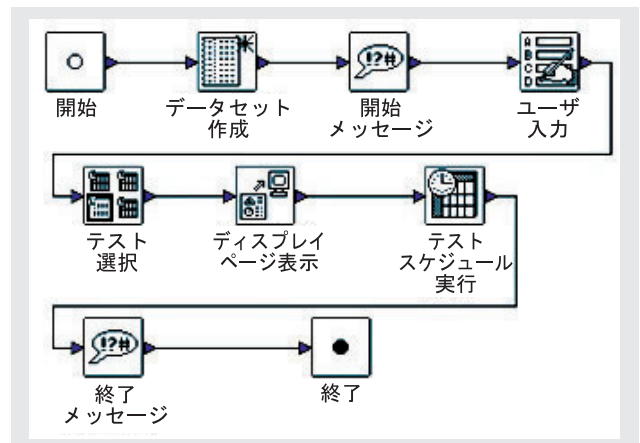 開始
データセット
作成
開始
メッセージ
ユーザ
入力
テスト
選択
ディスプレイ
ページ表示
テスト
スケジュール
実行
終了
メッセージ
終了